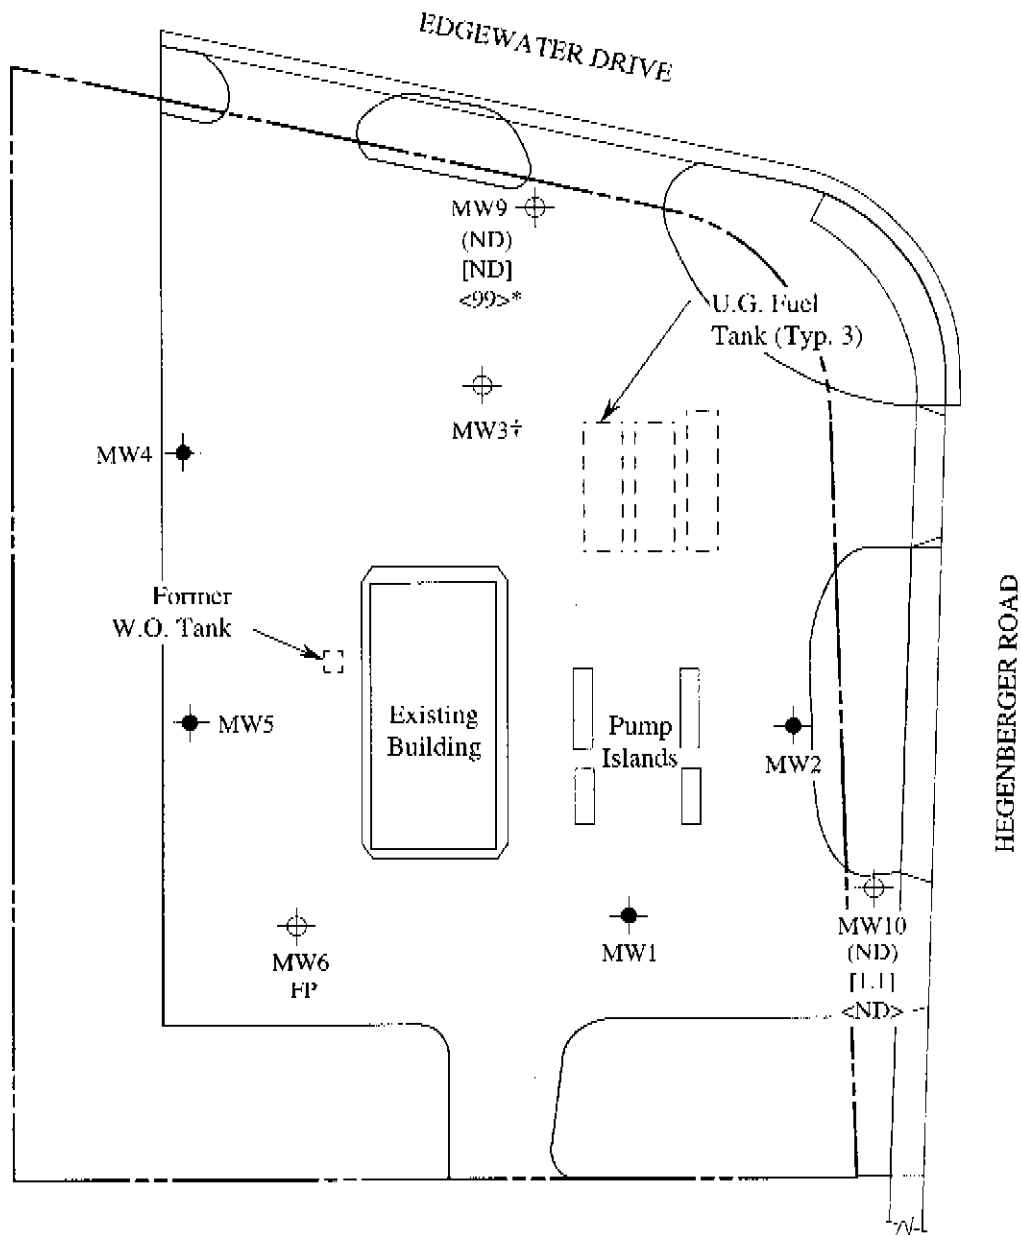 EDGEWATER DRIVE
MW9
(ND)
[ND]
<99>*
U.G. Fuel
Tank (Typ. 3)
MW3‡
MW4
Former
W.O. Tank
MW5
Existing
Building
Pump
Islands
MW2
HEGENBERGER ROAD
MW6
FP
MW1
MW10
(ND)
[1.1]
<ND>